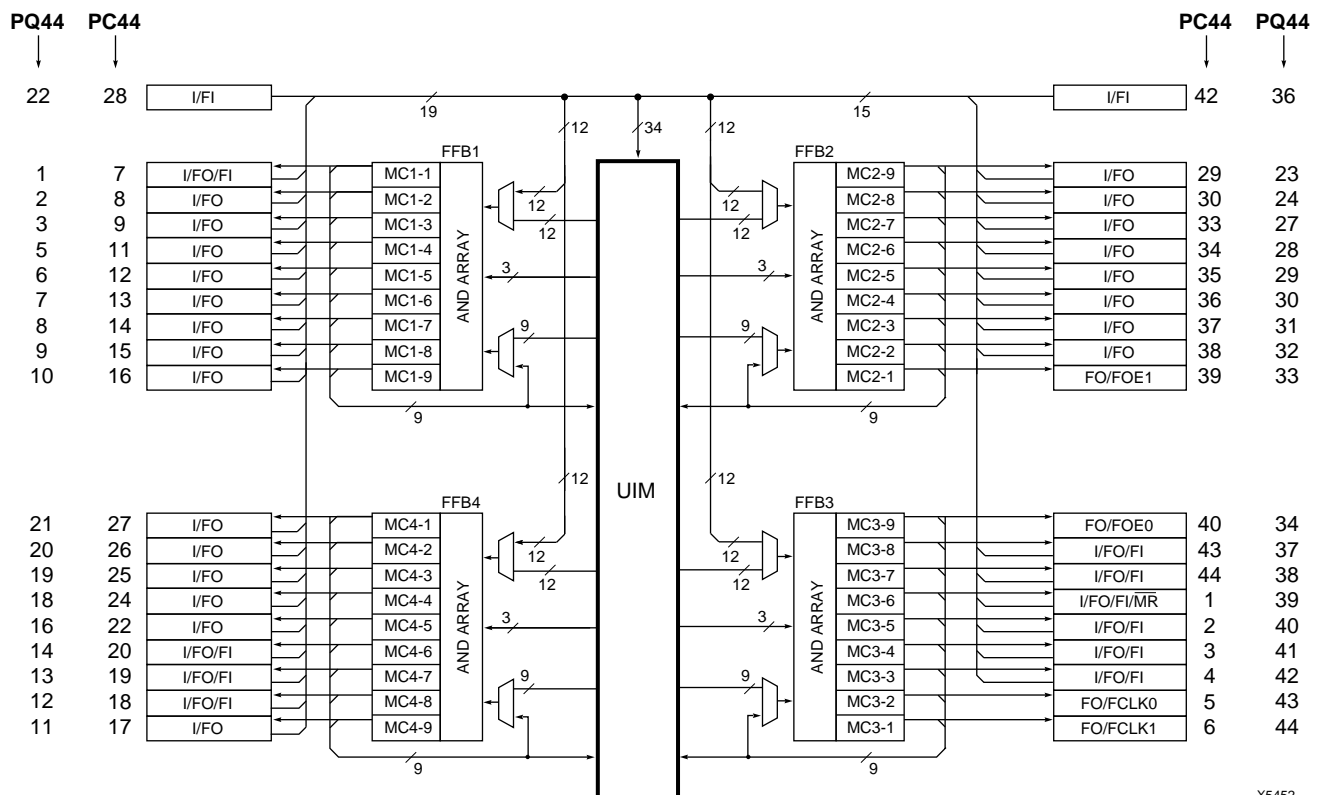 PQ44 PC44 PC44 PQ44
22 28 I/FI 19 15 I/FI 42 36
12 34 12
FFB1 FFB2
1 7 I/FO/FI MC1-1 MC2-9 I/FO 29 23
2 8 I/FO MC1-2 12 12 MC2-8 I/FO 30 24
3 9 I/FO MC1-3 12 12 MC2-7 I/FO 33 27
5 11 I/FO MC1-4 MC2-6 I/FO 34 28
6 12 I/FO MC1-5 AND ARRAY 3 3 AND ARRAY MC2-5 I/FO 35 29
7 13 I/FO MC1-6 MC2-4 I/FO 36 30
8 14 I/FO MC1-7 9 9 MC2-3 I/FO 37 31
9 15 I/FO MC1-8 MC2-2 I/FO 38 32
10 16 I/FO MC1-9 MC2-1 FO/FOE1 39 33
9 9
12 UIM 12
FFB4 FFB3
21 27 I/FO MC4-1 MC3-9 FO/FOE0 40 34
20 26 I/FO MC4-2 12 12 MC3-8 I/FO/FI 43 37
19 25 I/FO MC4-3 12 12 MC3-7 I/FO/FI 44 38
18 24 I/FO MC4-4 MC3-6 I/FO/FI/MR 1 39
16 22 I/FO MC4-5 AND ARRAY 3 3 AND ARRAY MC3-5 I/FO/FI 2 40
14 20 I/FO/FI MC4-6 MC3-4 I/FO/FI 3 41
13 19 I/FO/FI MC4-7 9 9 MC3-3 I/FO/FI 4 42
12 18 I/FO/FI MC4-8 MC3-2 FO/FCLK0 5 43
11 17 I/FO MC4-9 MC3-1 FO/FCLK1 6 44
9 9